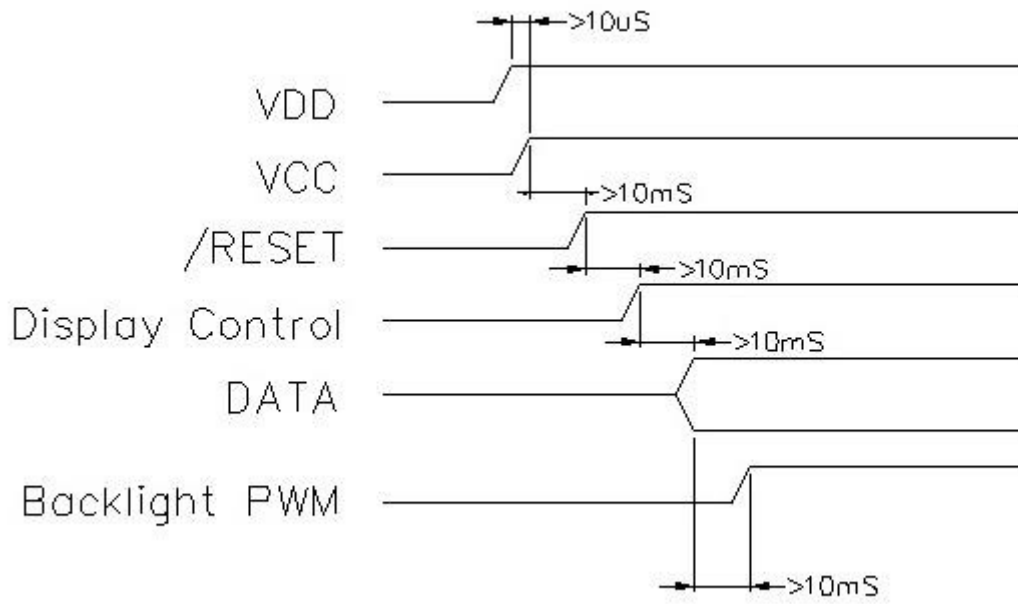 >10uS
VDD
VCC
>10mS
/RESET
>10mS
Display Control
>10mS
DATA
Backlight PWM
>10mS